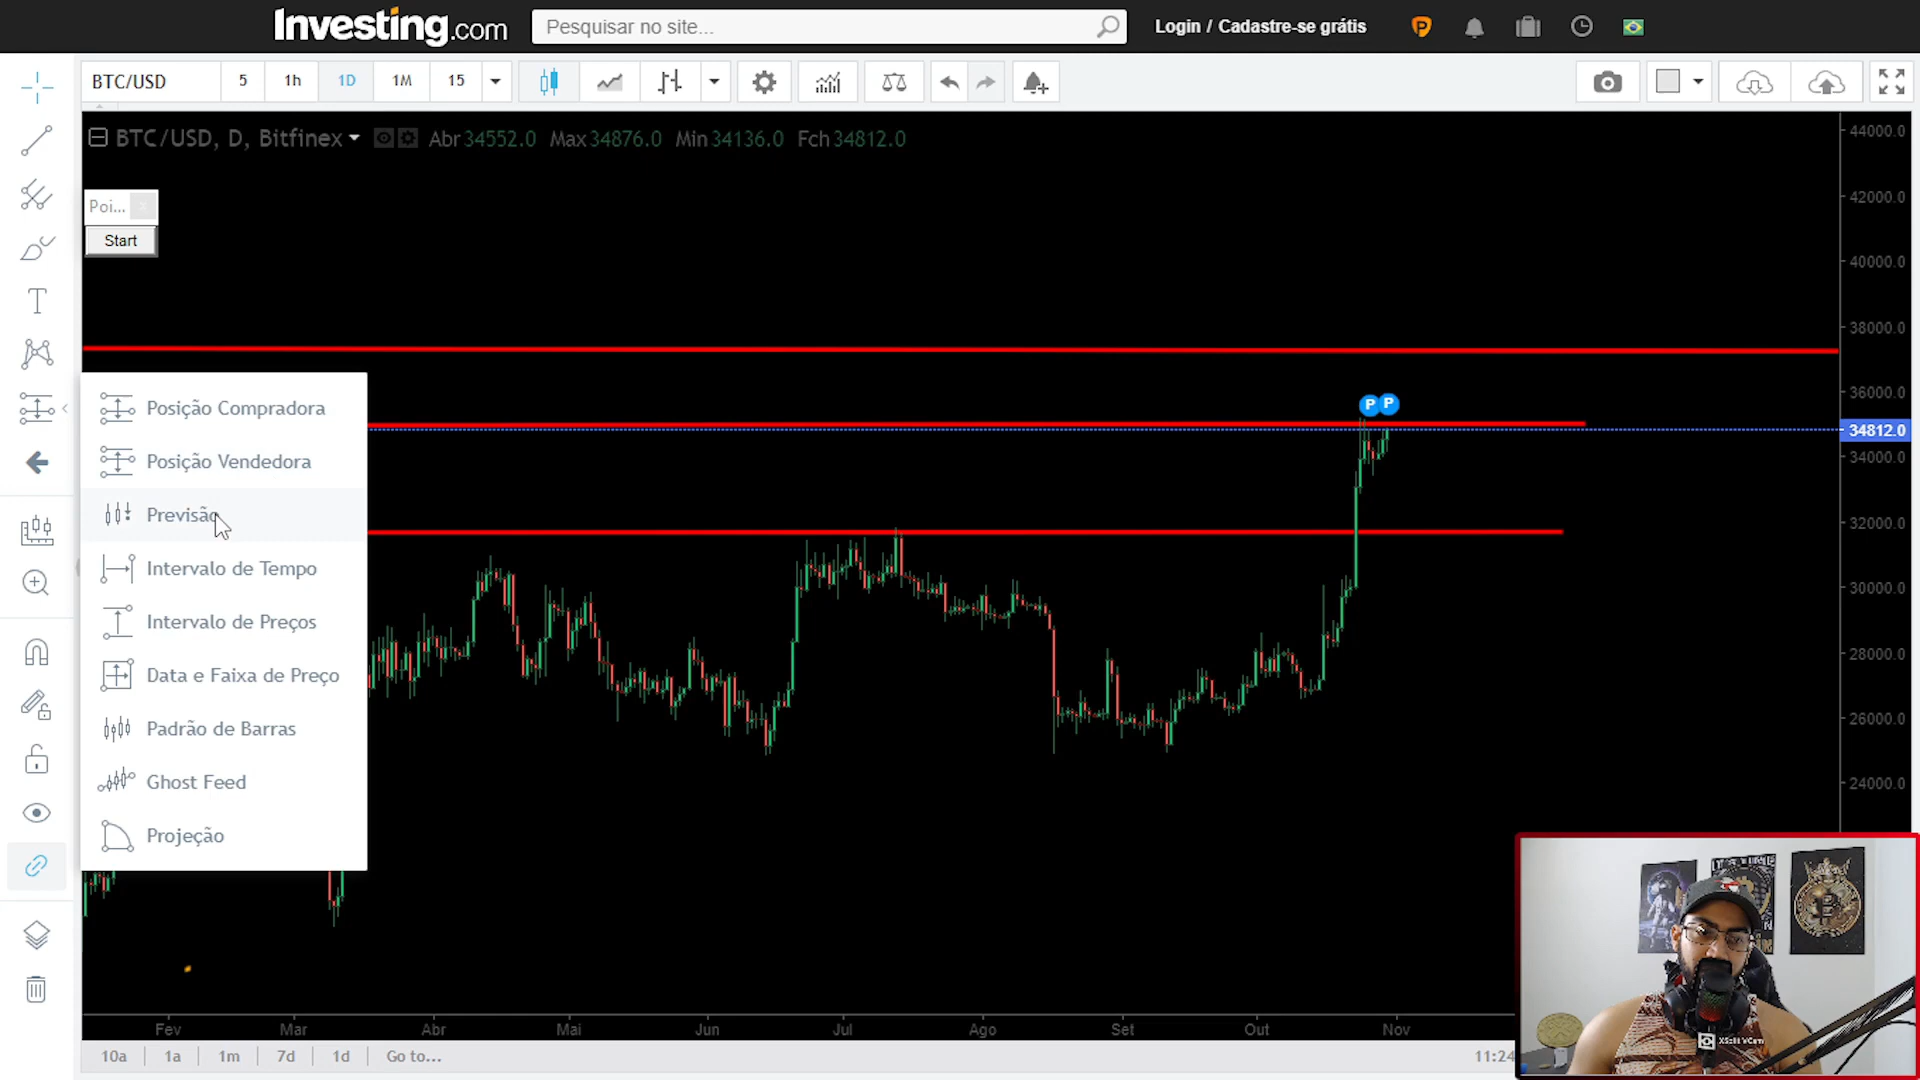 Investing.com
Pesquisar no site...
Login / Cadastre-se grátis
BTC/USD 5 1h 1D 1M 15
BTC/USD, D, Bitfinex Abr 34552.0 Max 34876.0 Min 34136.0 Fch 34812.0
Poi... x
Start
Posição Compradora
Posição Vendedora
Previsão
Intervalo de Tempo
Intervalo de Preços
Data e Faixa de Preço
Padrão de Barras
Ghost Feed
Projeção
P P
44000.0
42000.0
40000.0
38000.0
36000.0
34812.0
34000.0
32000.0
30000.0
28000.0
26000.0
24000.0
Fev Mar Abr Mai Jun Jul Ago Set Out Nov
10a 1a 1m 7d 1d Go to...
11:24
XSplit VCam